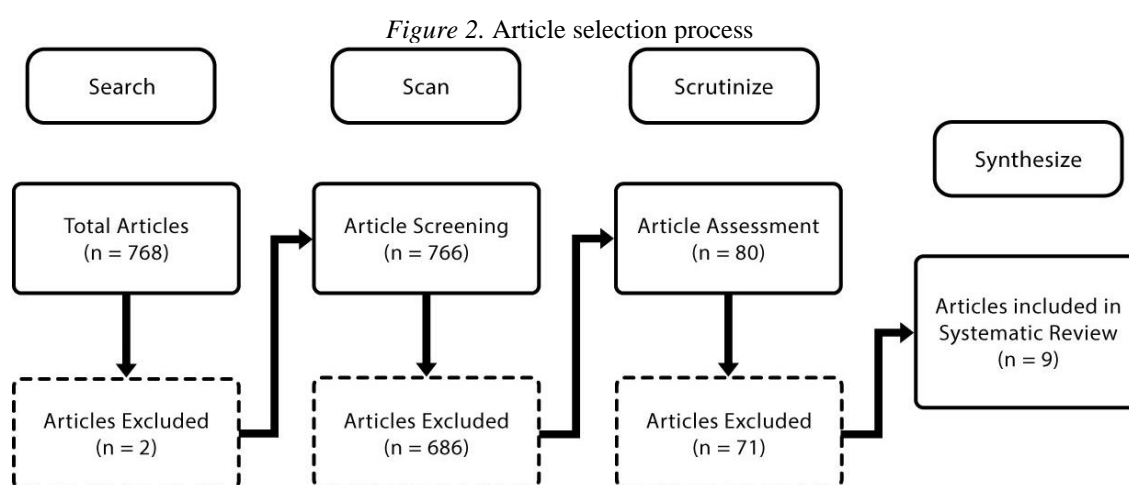 Figure 2. Article selection process
Search
Scan
Scrutinize
Synthesize
Total Articles
(n = 768)
Article Screening
(n = 766)
Article Assessment
(n = 80)
Articles included in
Systematic Review
(n = 9)
Articles Excluded
(n = 2)
Articles Excluded
(n = 686)
Articles Excluded
(n = 71)